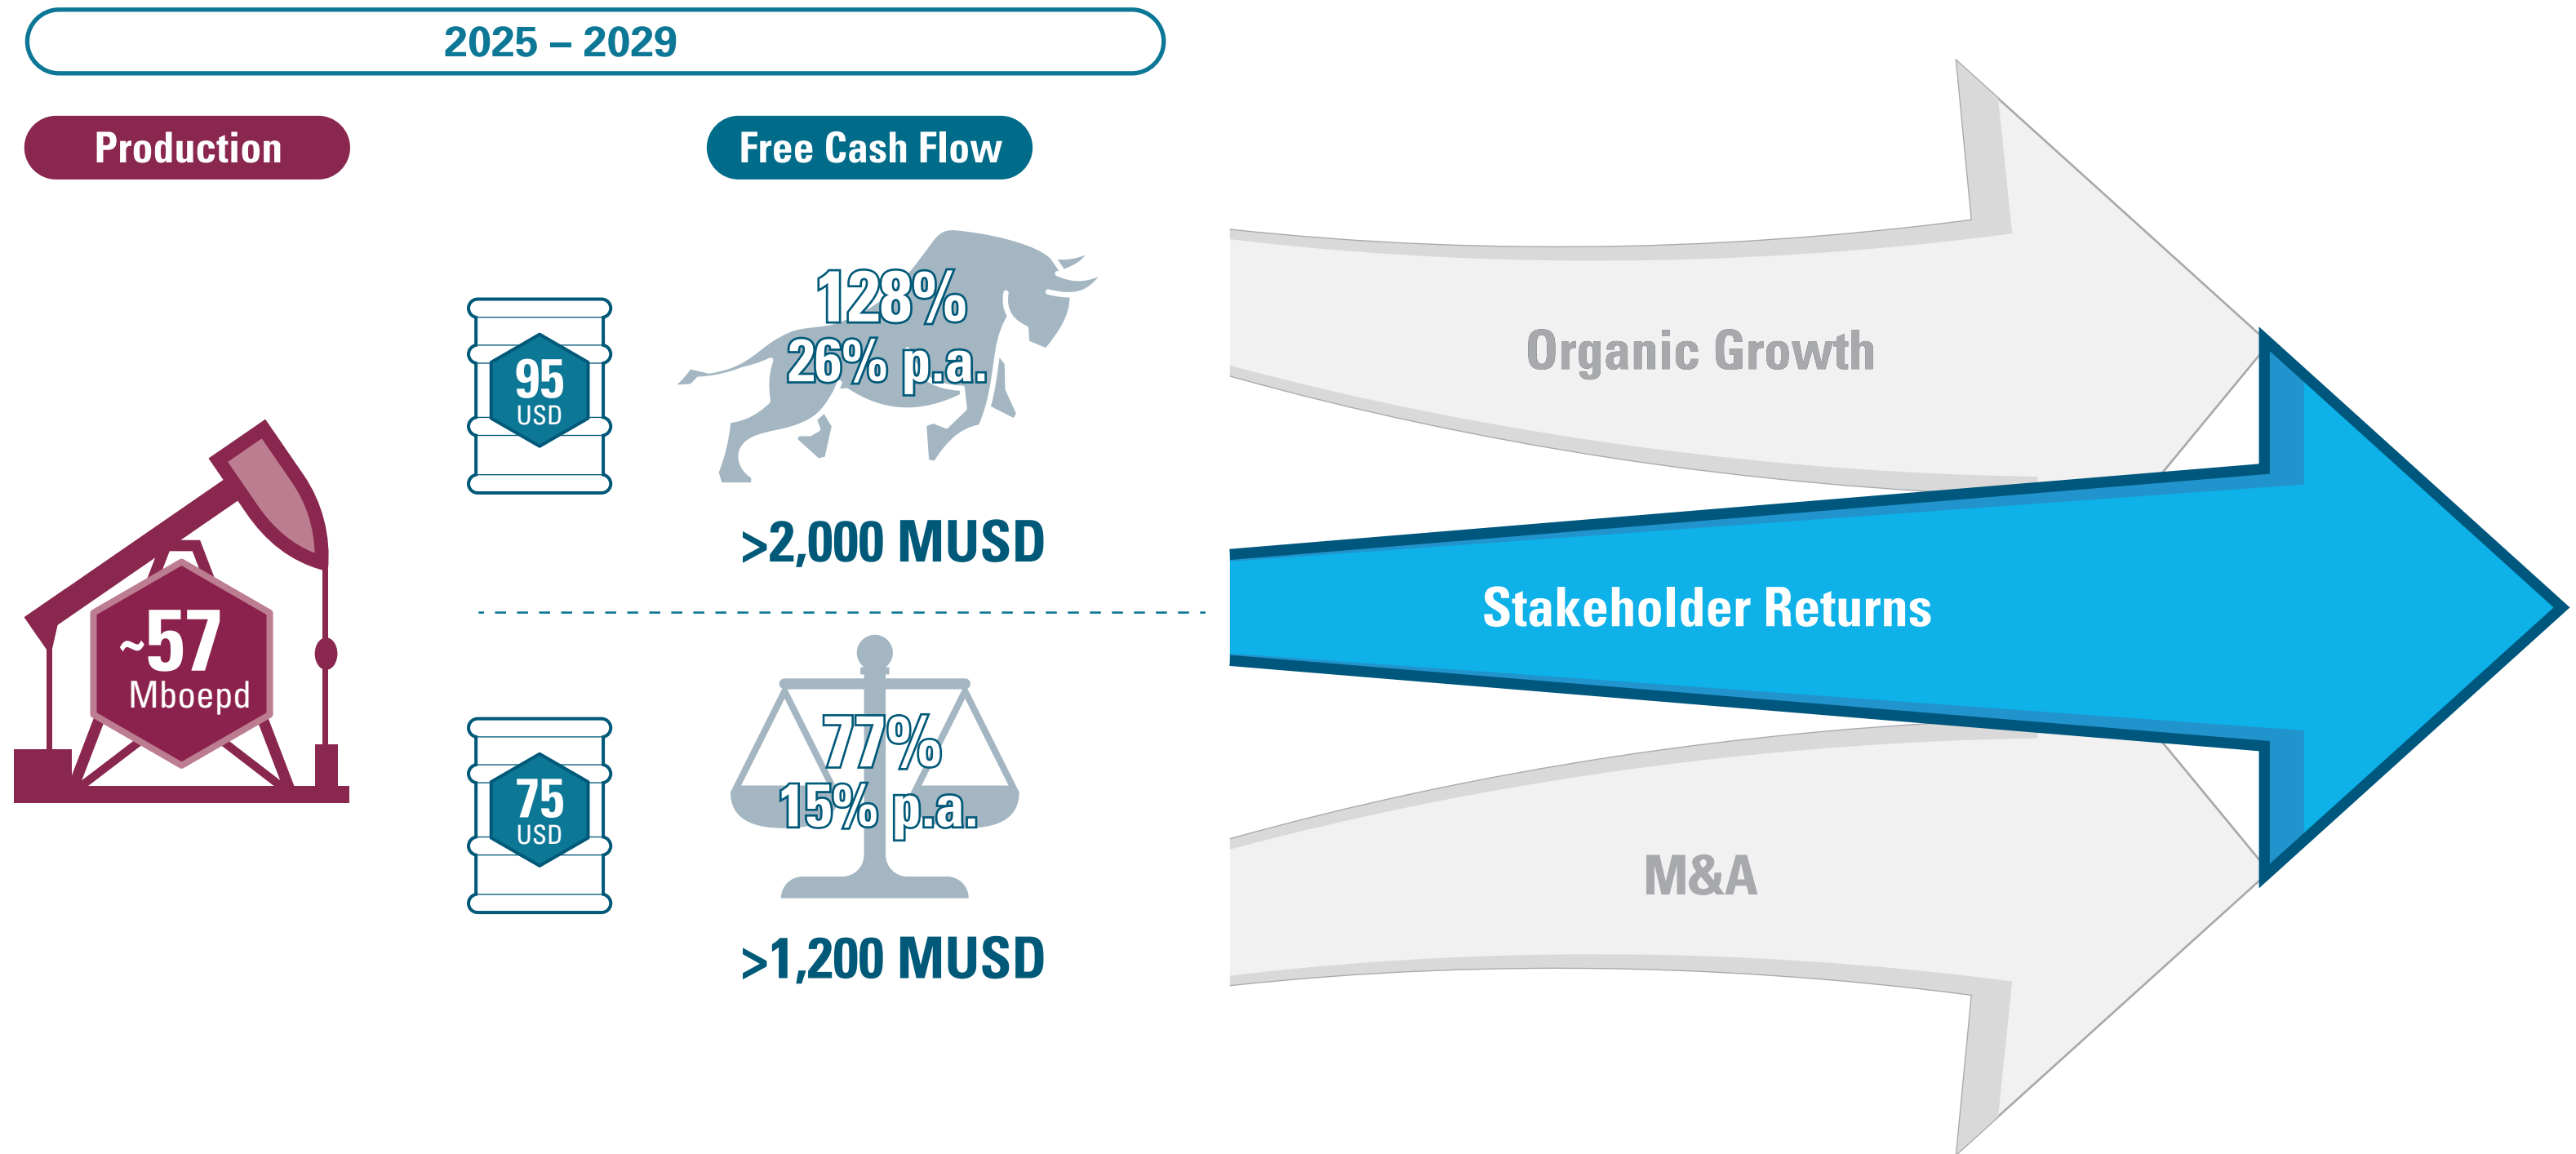 2025 – 2029
Production
Free Cash Flow
~57
Mboepd
95
USD
128%
26% p.a.
>2,000 MUSD
75
USD
77%
15% p.a.
>1,200 MUSD
Organic Growth
Stakeholder Returns
M&A